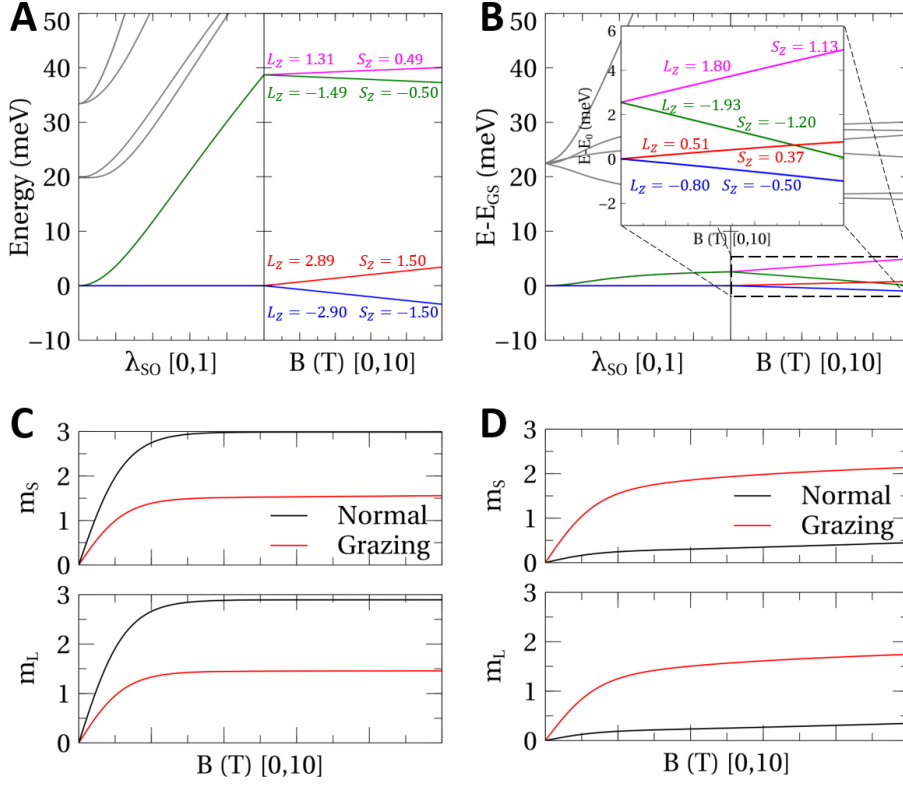 A
Energy (meV)
50
40
30
20
10
0
−10
L_Z = 1.31 S_Z = 0.49
L_Z = −1.49 S_Z = −0.50
L_Z = 2.89 S_Z = 1.50
L_Z = −2.90 S_Z = −1.50
λ_SO [0,1] B (T) [0,10]
B
E-E_GS (meV)
50
40
30
20
10
0
−10
E-E_0 (meV)
6
4
2
0
−2
S_Z = 1.13
L_Z = 1.80
L_Z = −1.93
S_Z = −1.20
L_Z = 0.51
S_Z = 0.37
L_Z = −0.80 S_Z = −0.50
B (T) [0,10]
λ_SO [0,1] B (T) [0,10]
C
m_S
3
2
1
0
Normal
Grazing
m_L
3
2
1
0
B (T) [0,10]
D
m_S
3
2
1
0
Normal
Grazing
m_L
3
2
1
0
B (T) [0,10]